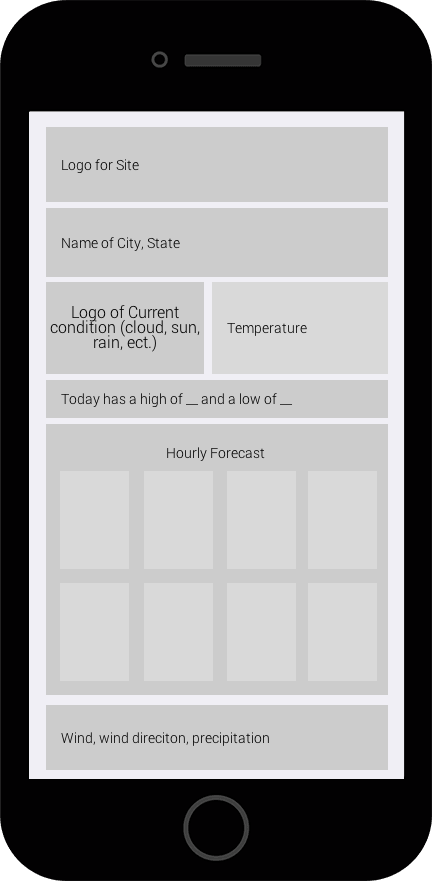 Logo for Site
Name of City, State
Logo of Current
condition (cloud, sun,
rain, ect.)
Temperature
Today has a high of __ and a low of __
Hourly Forecast
Wind, wind direciton, precipitation